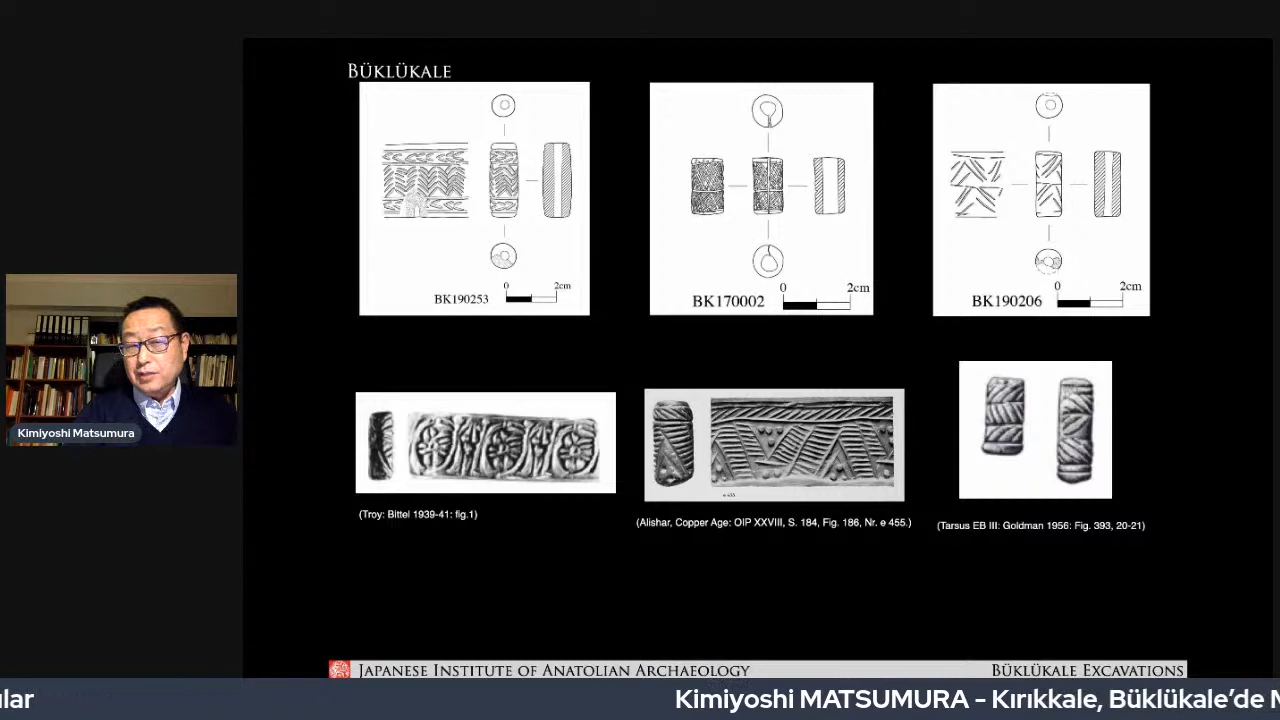 BÜKLÜKALE
0 2cm
BK190253
0 2cm
BK170002
0 2cm
BK190206
Kimiyoshi Matsumura
e 455
(Troy: Bittel 1939-41: fig.1)
(Alishar, Copper Age: OIP XXVIII, S. 184, Fig. 186, Nr. e 455.)
(Tarsus EB III: Goldman 1956: Fig. 393, 20-21)
JAPANESE INSTITUTE OF ANATOLIAN ARCHAEOLOGY
BÜKLÜKALE EXCAVATIONS
ular
Kimiyoshi MATSUMURA - Kırıkkale, Büklükale’de M